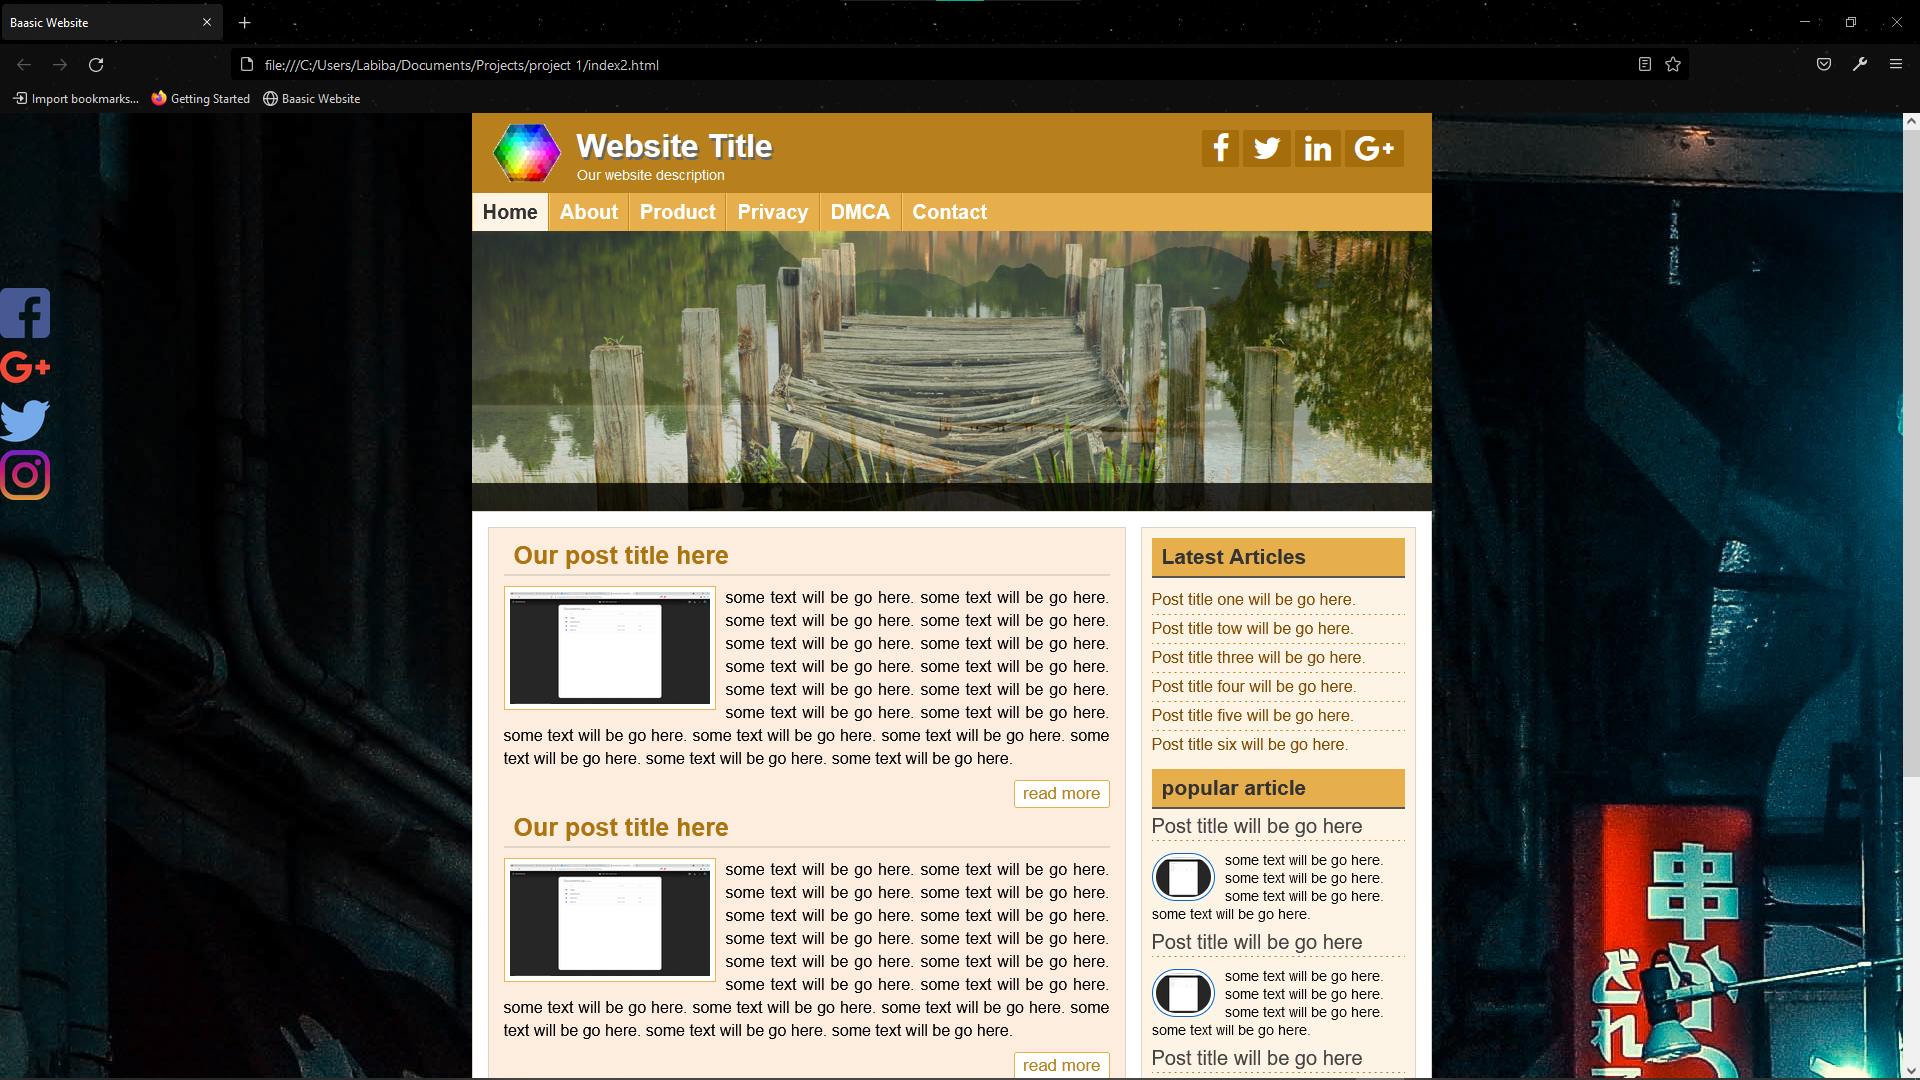 Baasic Website
file:///C:/Users/Labiba/Documents/Projects/project 1/index2.html
Import bookmarks... Getting Started Baasic Website
Website Title
Our website description
Home About Product Privacy DMCA Contact
Our post title here
some text will be go here. some text will be go here.
some text will be go here. some text will be go here.
some text will be go here. some text will be go here.
some text will be go here. some text will be go here.
some text will be go here. some text will be go here.
some text will be go here. some text will be go here.
some text will be go here. some text will be go here. some text will be go here. some
text will be go here. some text will be go here. some text will be go here.
read more
Our post title here
some text will be go here. some text will be go here.
some text will be go here. some text will be go here.
some text will be go here. some text will be go here.
some text will be go here. some text will be go here.
some text will be go here. some text will be go here.
some text will be go here. some text will be go here.
some text will be go here. some text will be go here. some text will be go here. some
text will be go here. some text will be go here. some text will be go here.
read more
Latest Articles
Post title one will be go here.
Post title tow will be go here.
Post title three will be go here.
Post title four will be go here.
Post title five will be go here.
Post title six will be go here.
popular article
Post title will be go here
some text will be go here.
some text will be go here.
some text will be go here.
some text will be go here.
Post title will be go here
some text will be go here.
some text will be go here.
some text will be go here.
some text will be go here.
Post title will be go here
串かつ